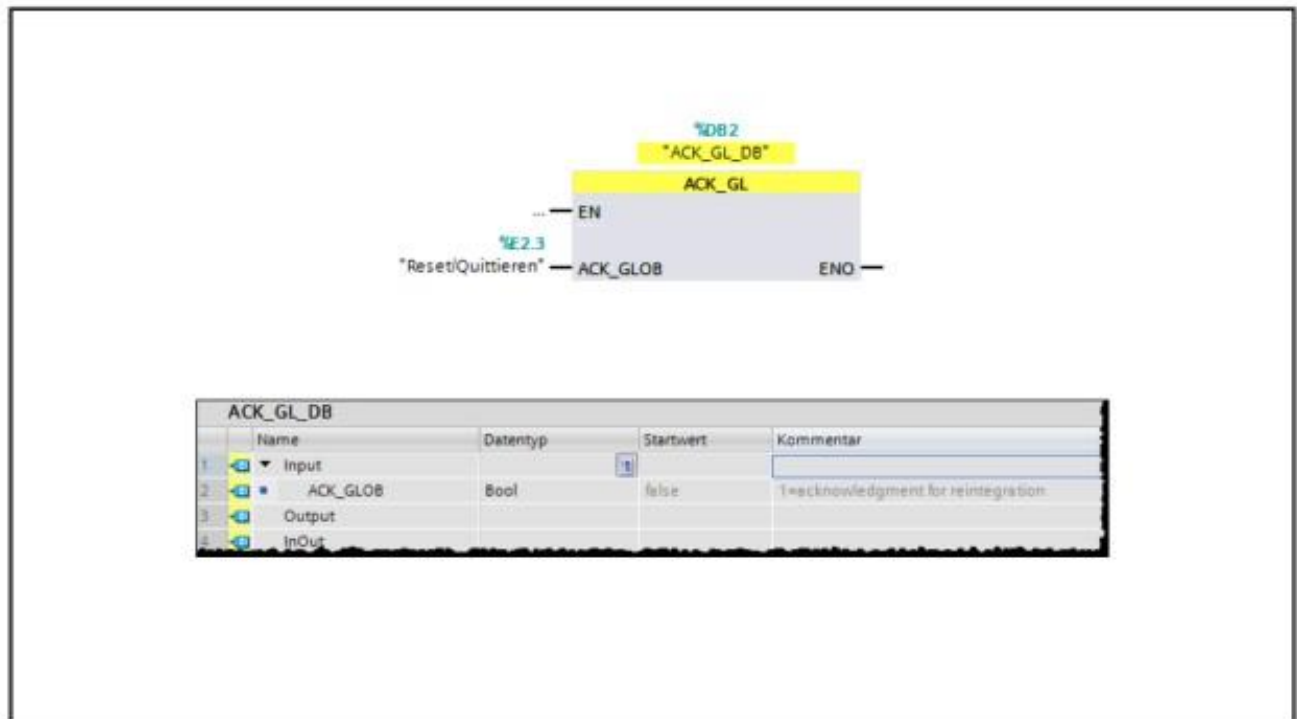 %DB2
"ACK_GL_DB"
ACK_GL
... EN
%E2.3
"Reset/Quittieren" ACK_GLOB ENO
ACK_GL_DB
Name Datentyp Startwert Kommentar
1 Input
2 ACK_GLOB Bool false 1=acknowledgment for reintegration
3 Output
4 InOut